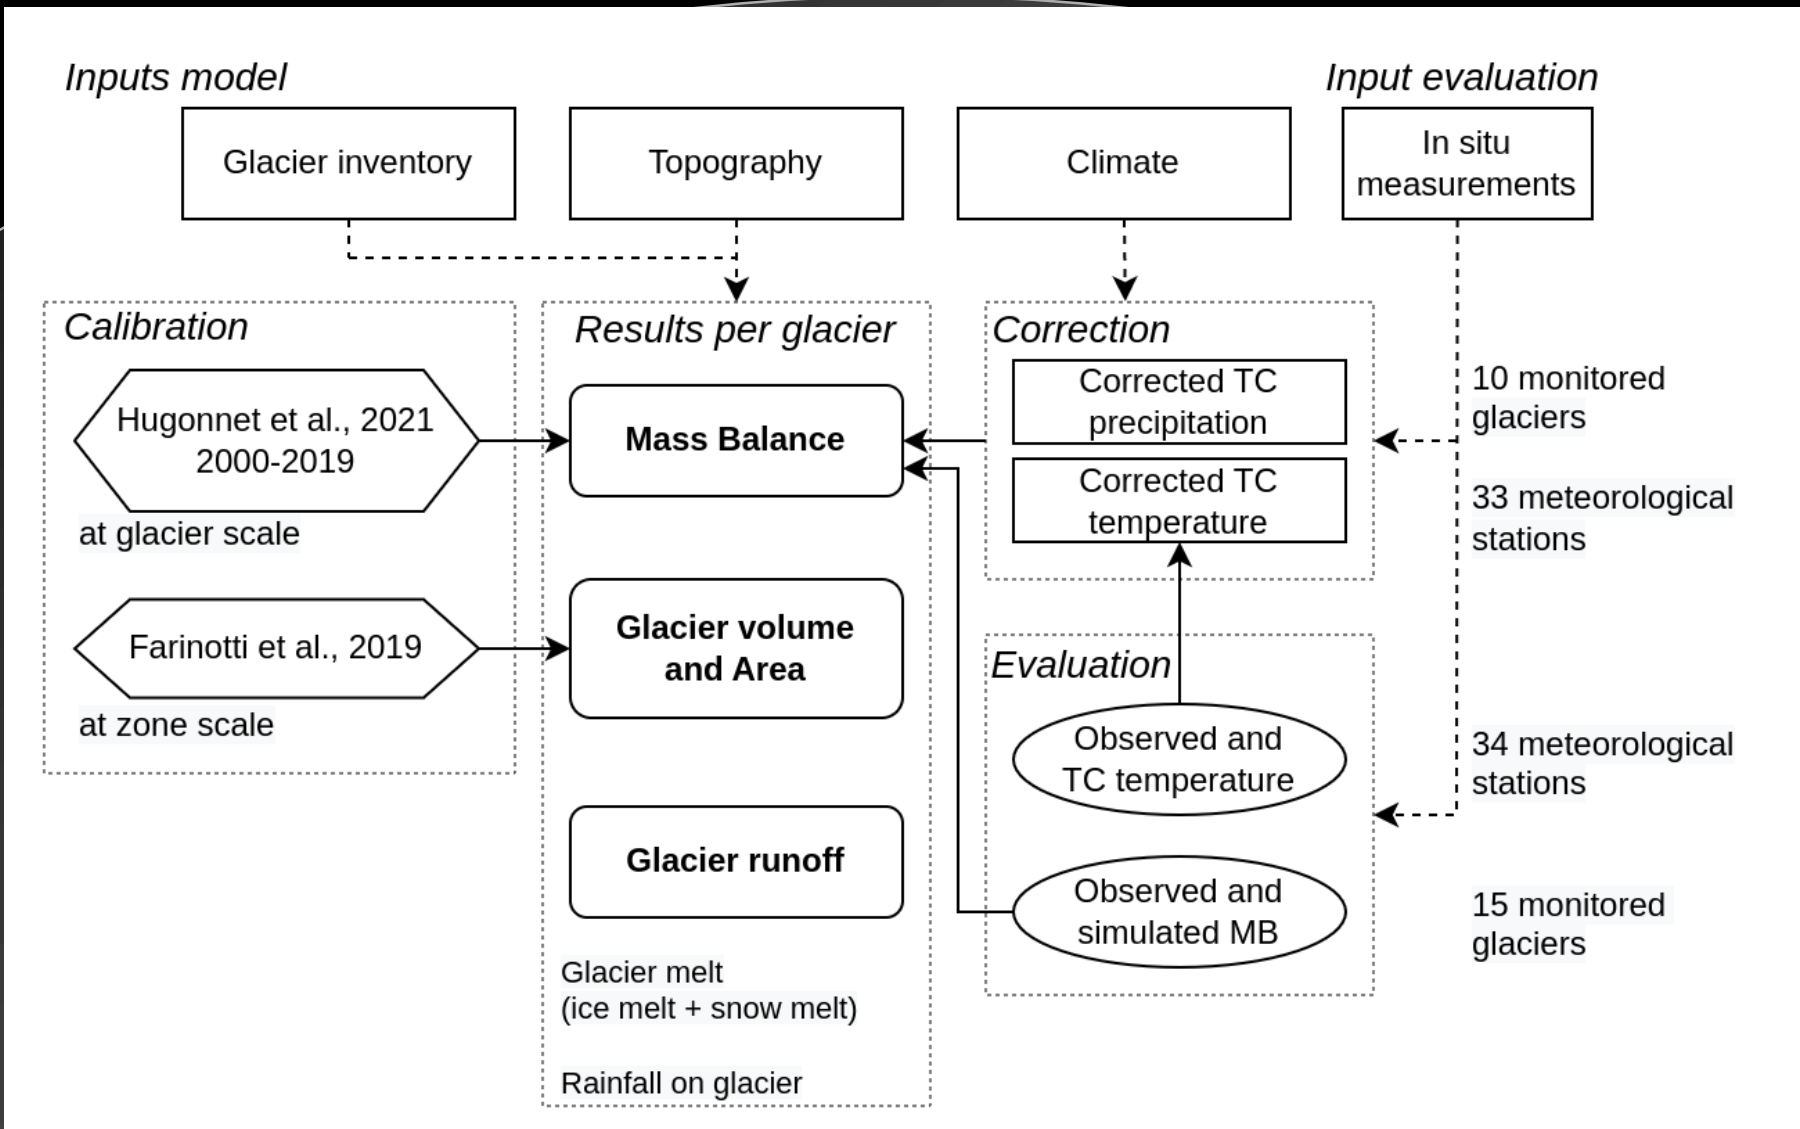 Inputs model
Input evaluation
Glacier inventory
Topography
Climate
In situ
measurements
Calibration
Hugonnet et al., 2021
2000-2019
at glacier scale
Farinotti et al., 2019
at zone scale
Results per glacier
Mass Balance
Glacier volume
and Area
Glacier runoff
Glacier melt
(ice melt + snow melt)
Rainfall on glacier
Correction
Corrected TC
precipitation
Corrected TC
temperature
Evaluation
Observed and
TC temperature
Observed and
simulated MB
10 monitored
glaciers
33 meteorological
stations
34 meteorological
stations
15 monitored
glaciers